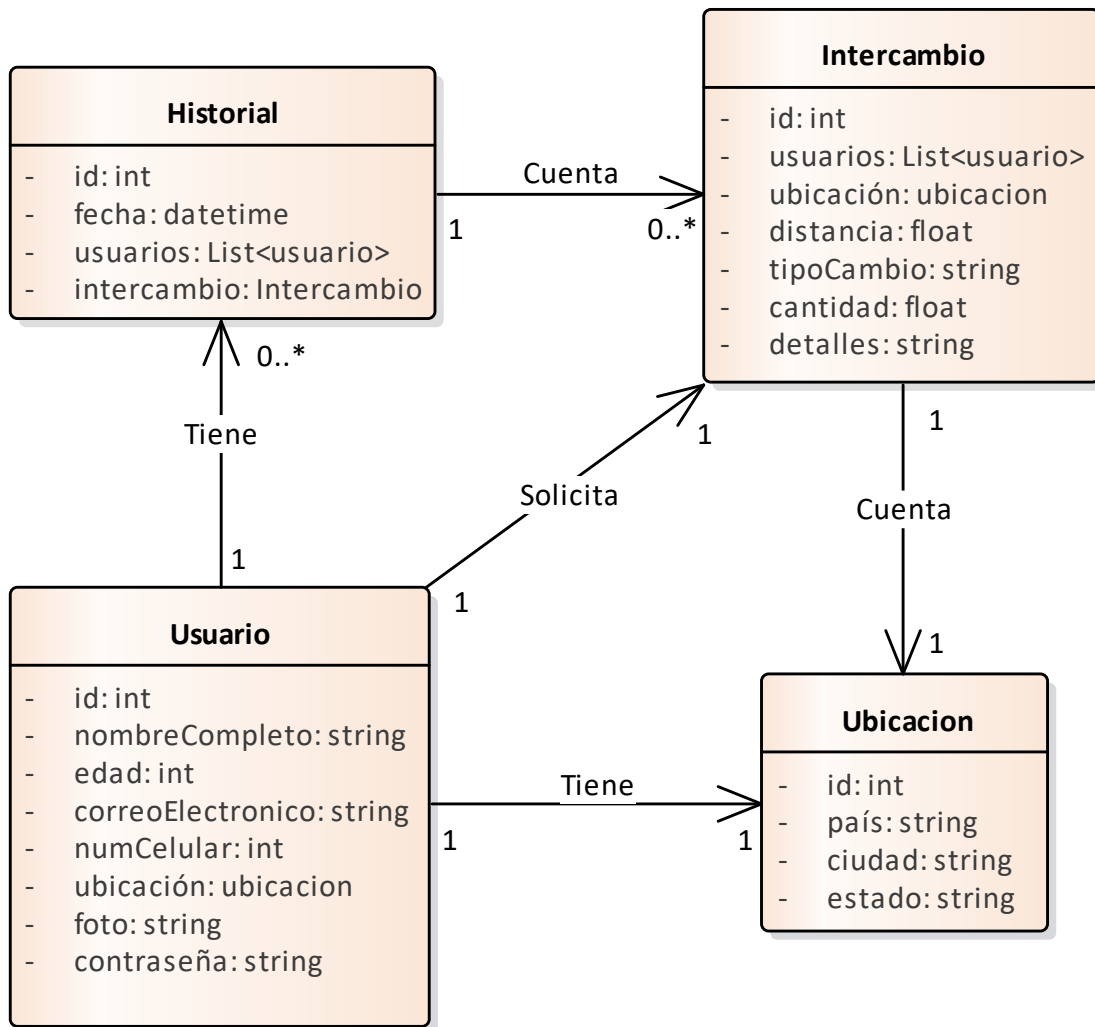 Historial
- id: int
- fecha: datetime
- usuarios: List<usuario>
- intercambio: Intercambio
Cuenta
1
0..*
Intercambio
- id: int
- usuarios: List<usuario>
- ubicación: ubicacion
- distancia: float
- tipoCambio: string
- cantidad: float
- detalles: string
0..*
Tiene
1
1
Solicita
1
1
Cuenta
1
Usuario
- id: int
- nombreCompleto: string
- edad: int
- correoElectronico: string
- numCelular: int
- ubicación: ubicacion
- foto: string
- contraseña: string
Tiene
1
1
Ubicacion
- id: int
- país: string
- ciudad: string
- estado: string